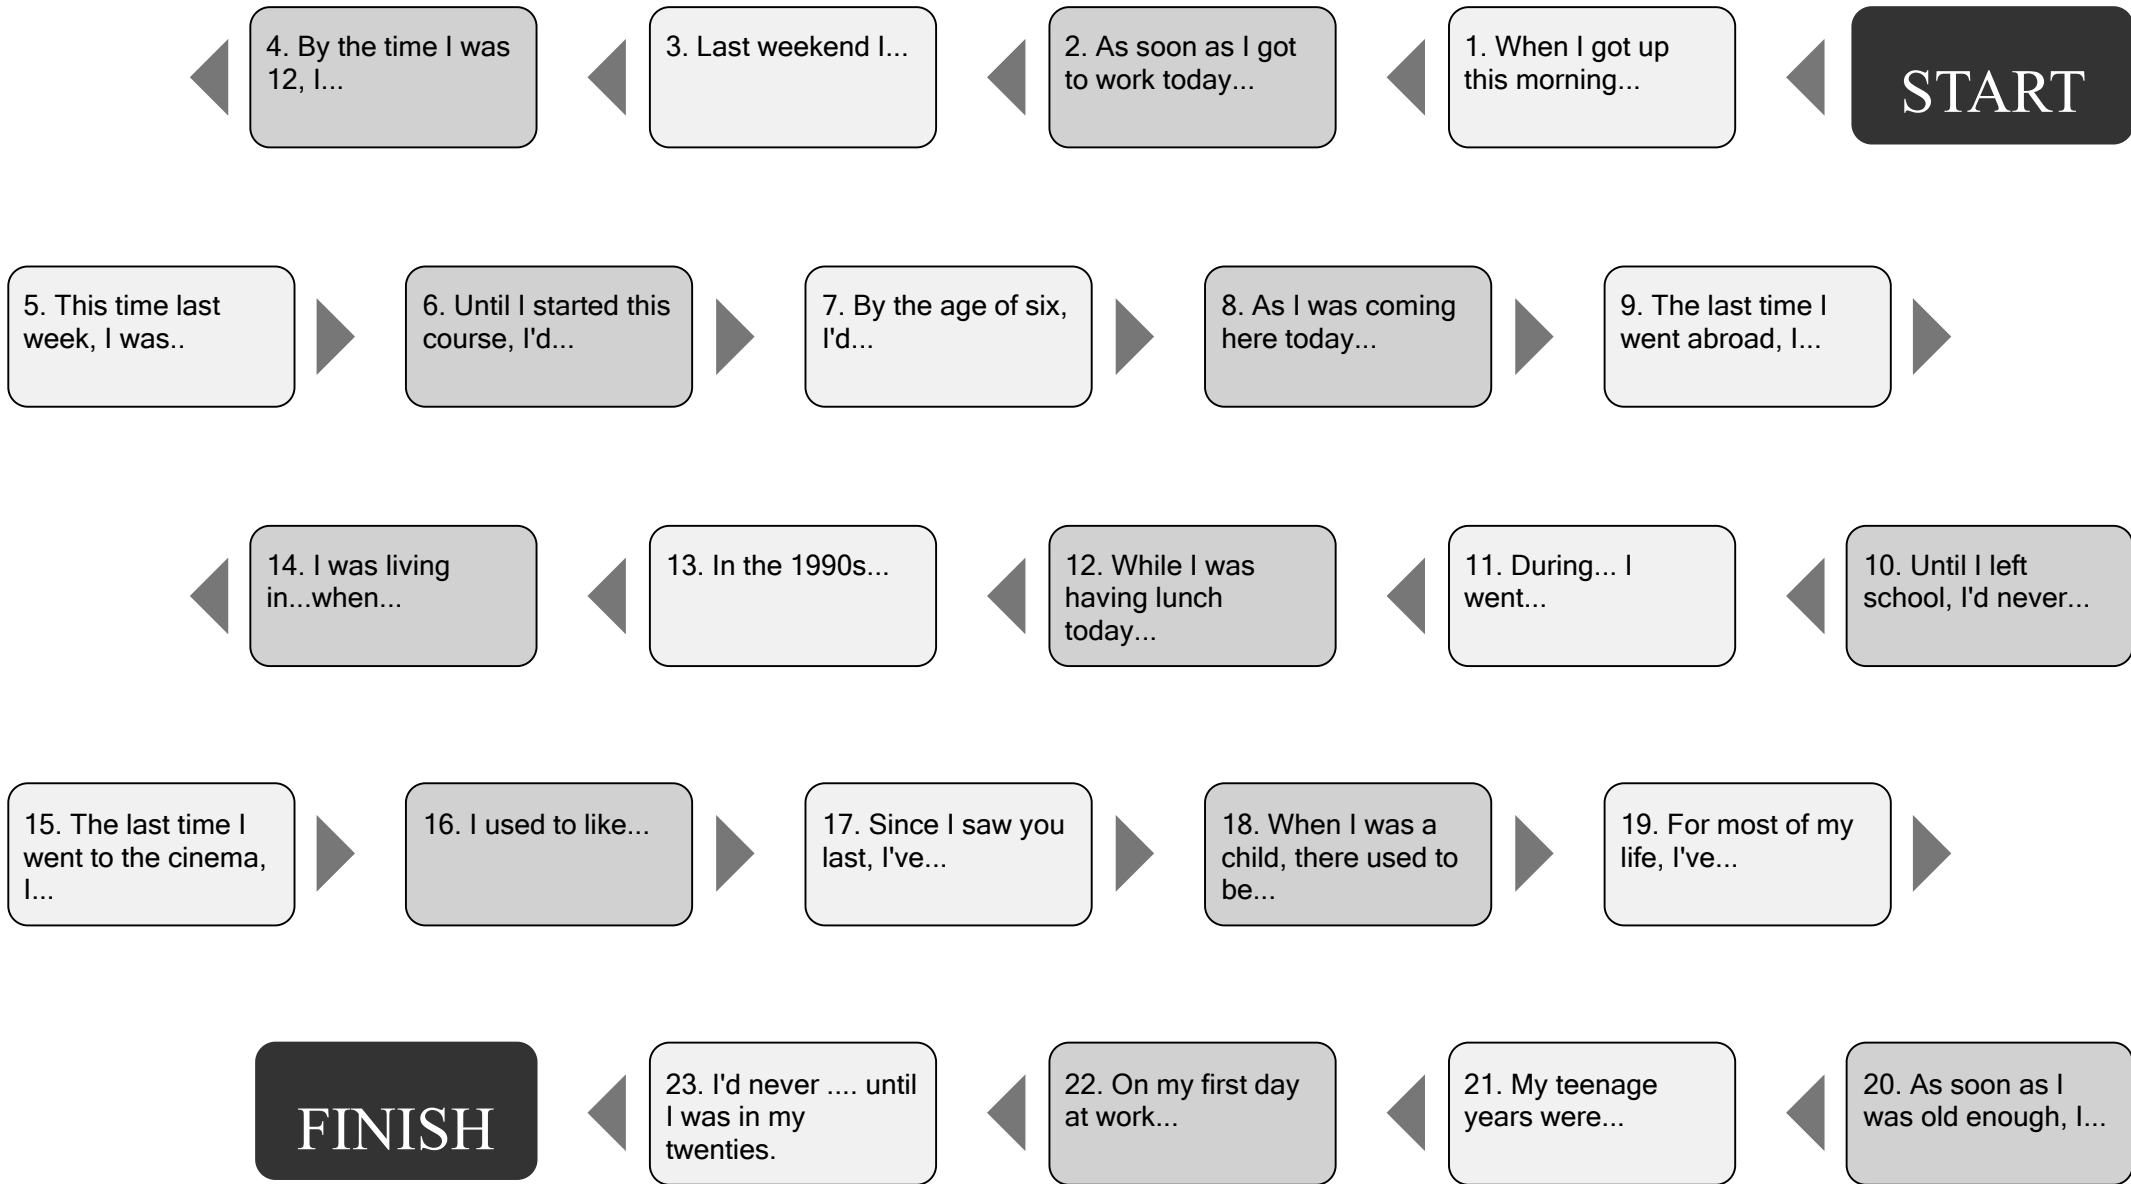 START
1. When I got up
this morning...
2. As soon as I got
to work today...
3. Last weekend I...
4. By the time I was
12, I...
5. This time last
week, I was..
6. Until I started this
course, I'd...
7. By the age of six,
I'd...
8. As I was coming
here today...
9. The last time I
went abroad, I...
10. Until I left
school, I'd never...
11. During... I
went...
12. While I was
having lunch
today...
13. In the 1990s...
14. I was living
in...when...
15. The last time I
went to the cinema,
I...
16. I used to like...
17. Since I saw you
last, I've...
18. When I was a
child, there used to
be...
19. For most of my
life, I've...
20. As soon as I
was old enough, I...
21. My teenage
years were...
22. On my first day
at work...
23. I'd never .... until
I was in my
twenties.
FINISH